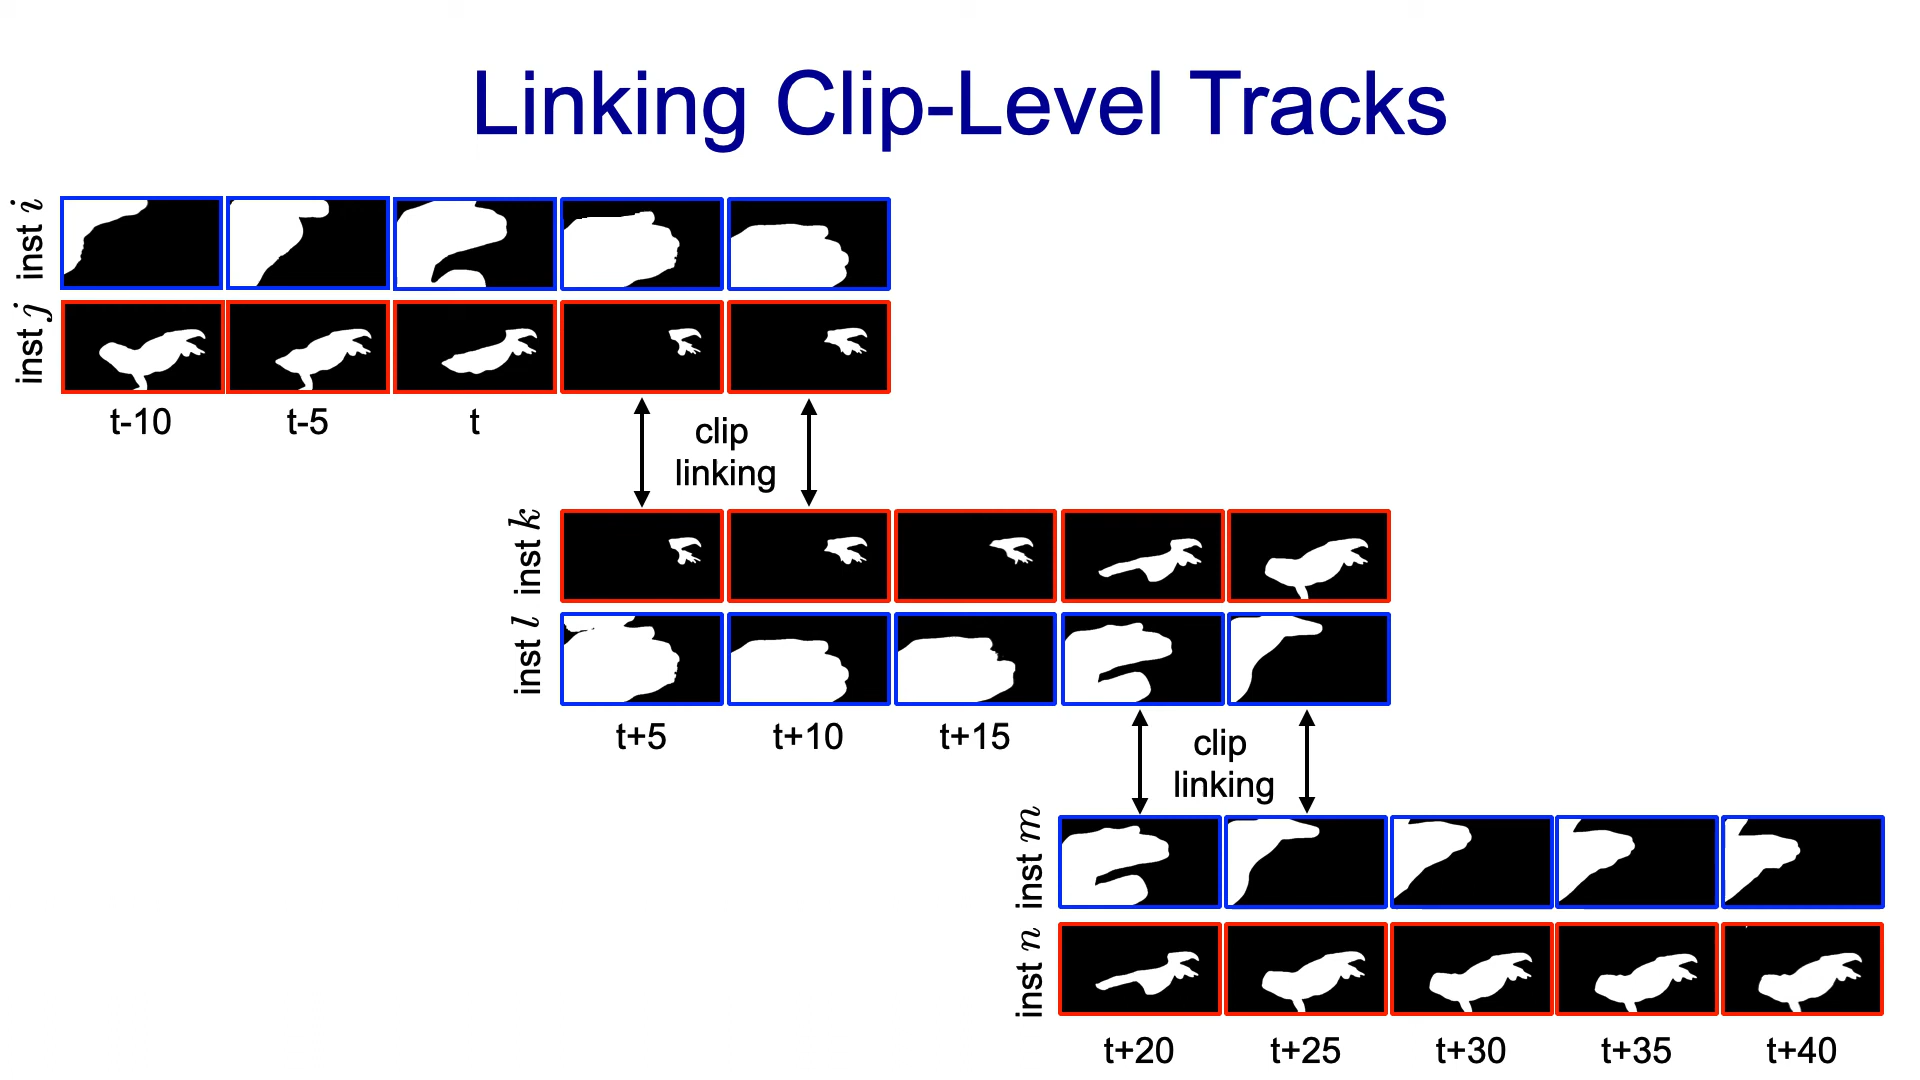 Linking Clip-Level Tracks
inst i
inst j
t-10 t-5 t
clip
linking
inst k
inst l
t+5 t+10 t+15
clip
linking
inst m
inst n
t+20 t+25 t+30 t+35 t+40